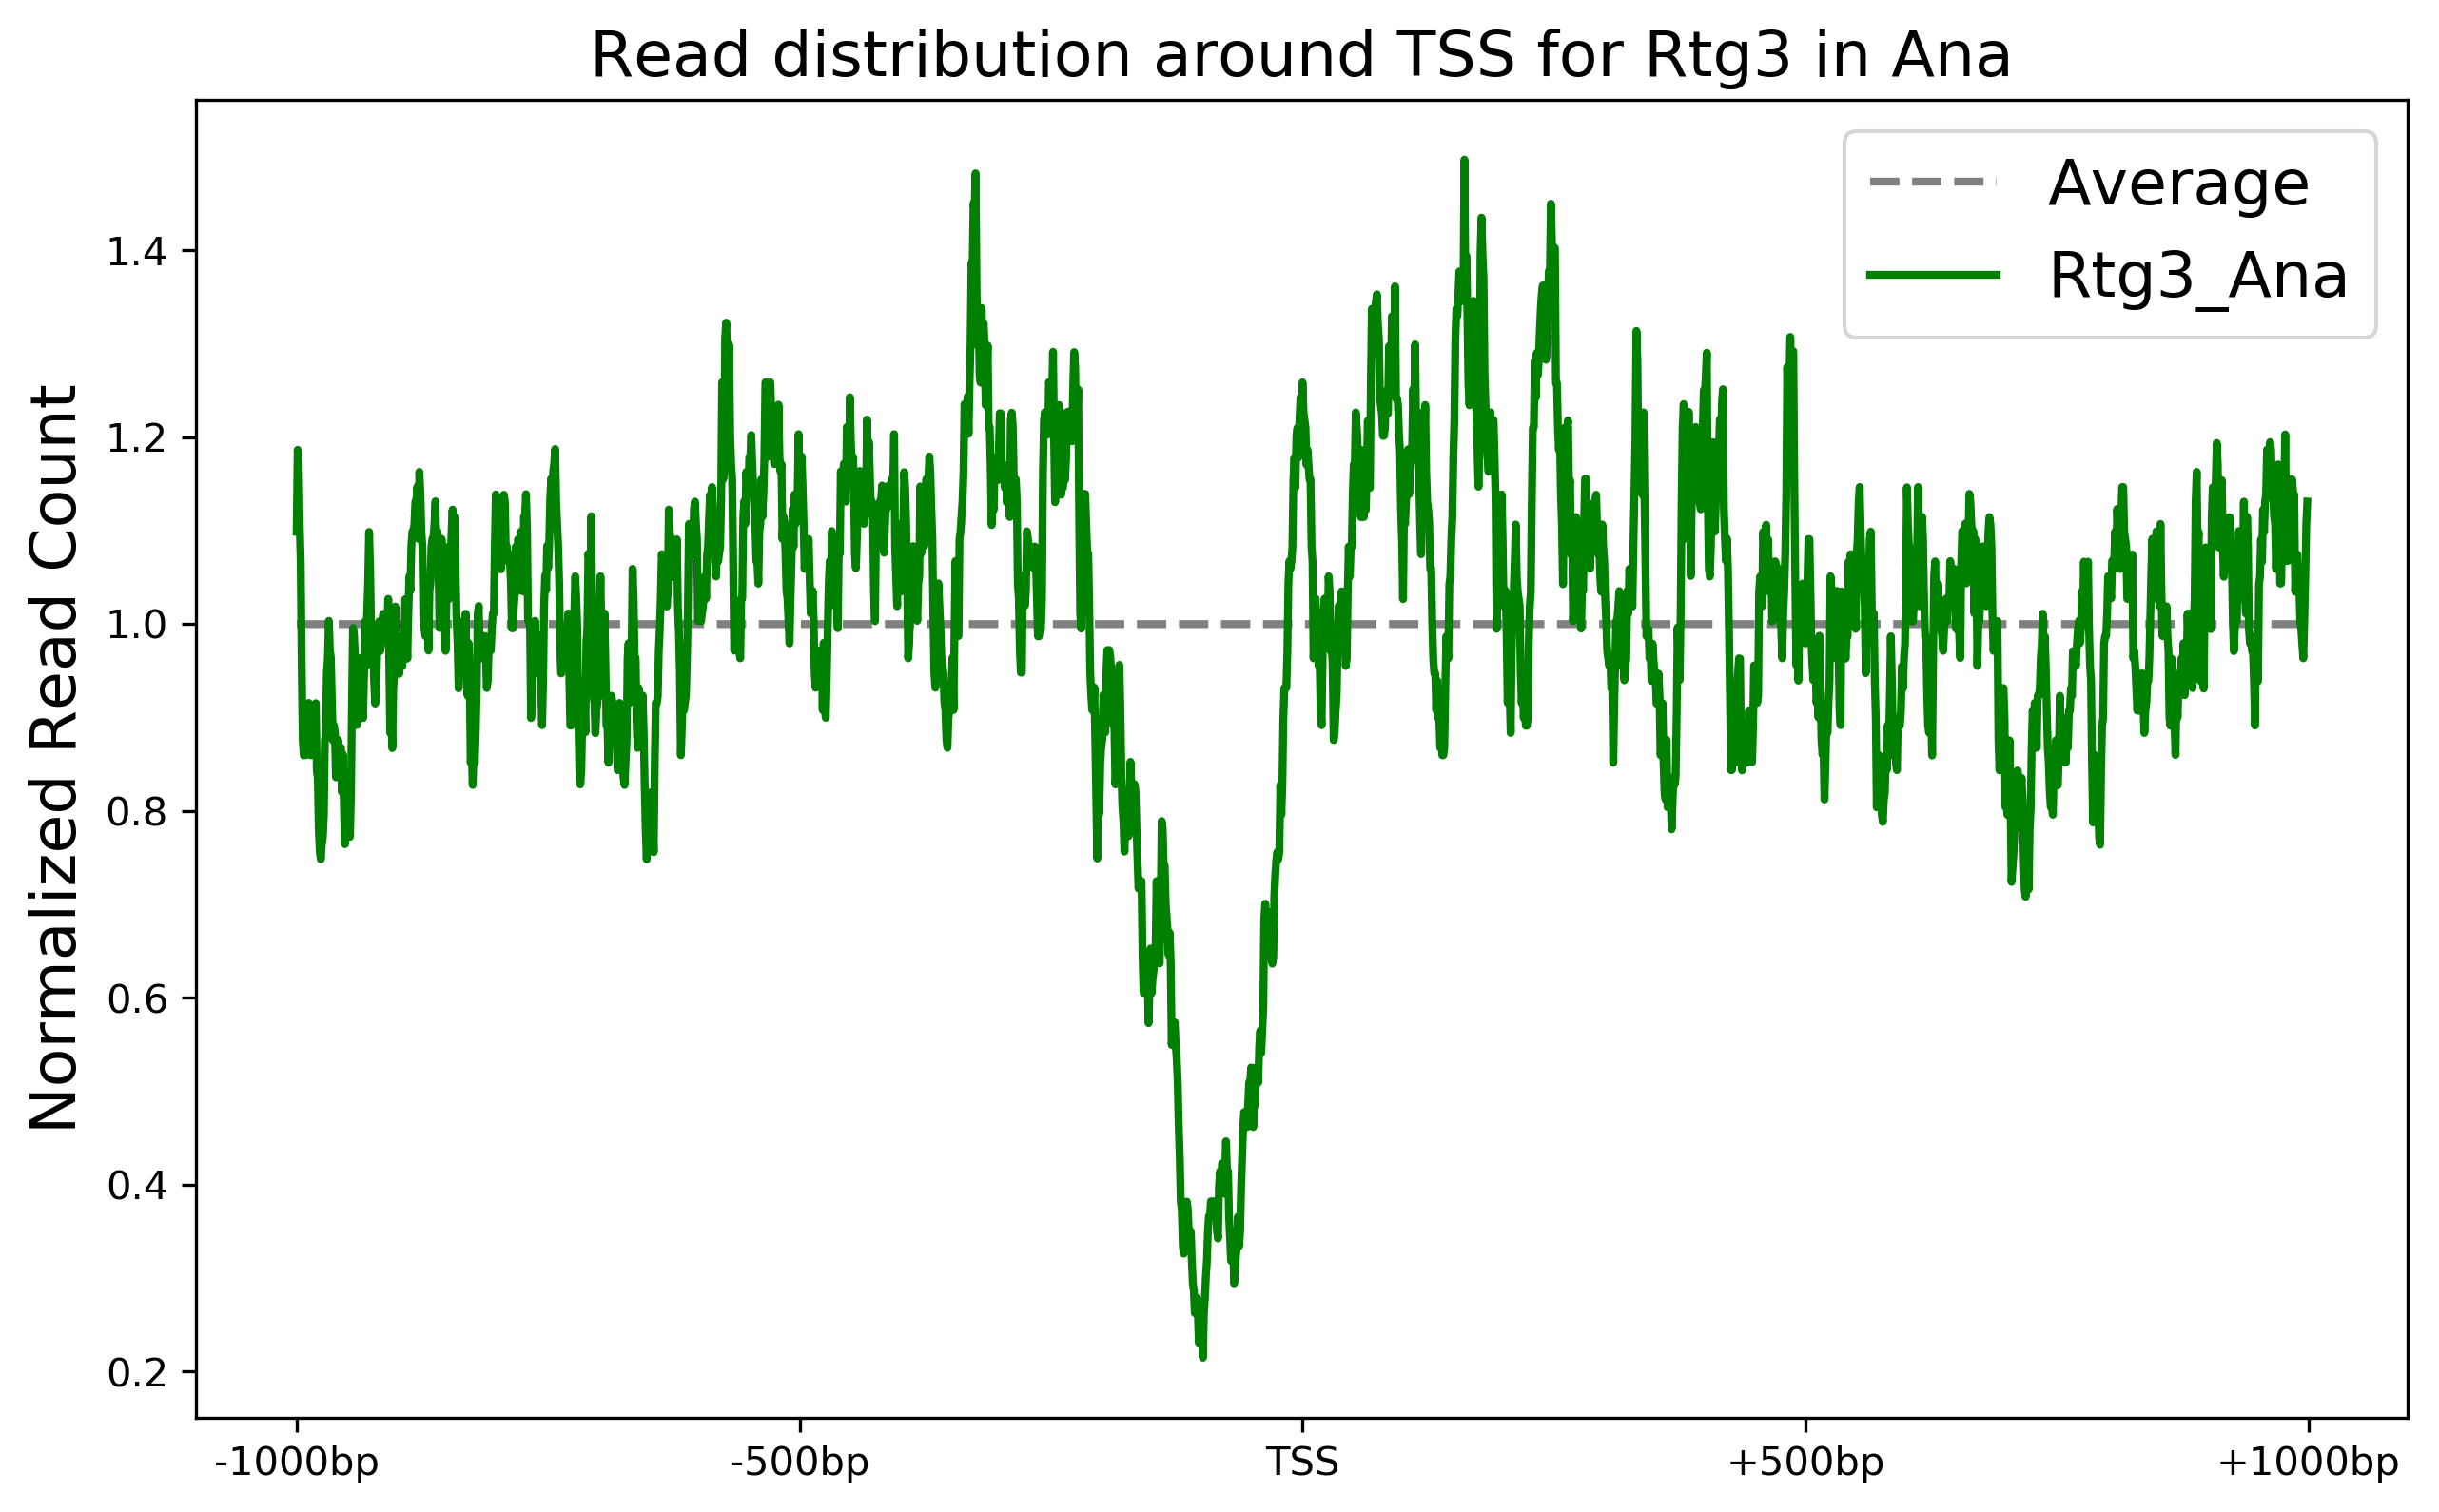 Read distribution around TSS for Rtg3 in Ana
Average
Rtg3_Ana
Normalized Read Count
1.4
1.2
1.0
0.8
0.6
0.4
0.2
-1000bp
-500bp
TSS
+500bp
+1000bp